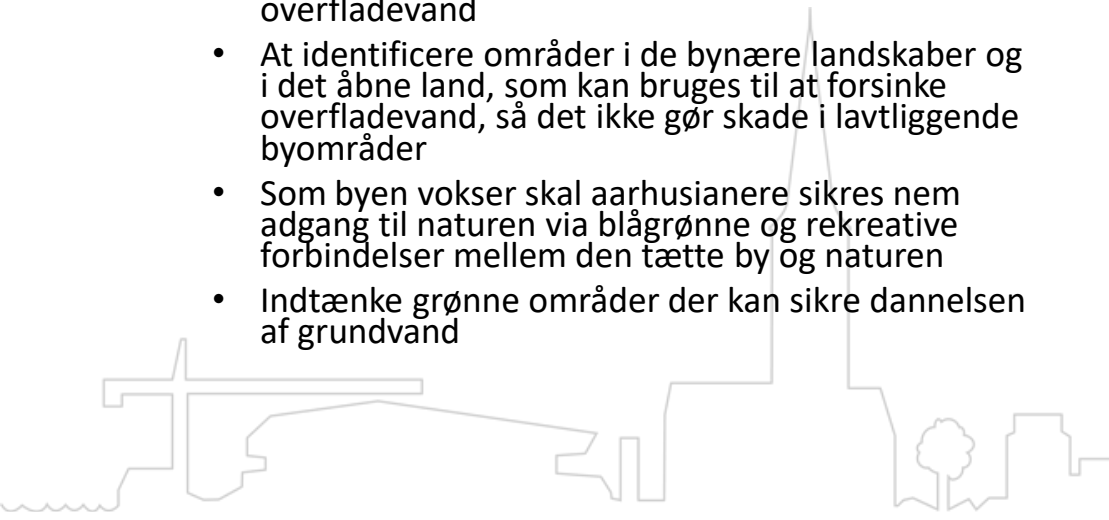 overfladevand
• At identificere områder i de bynære landskaber og
i det åbne land, som kan bruges til at forsinke
overfladevand, så det ikke gør skade i lavtliggende
byområder
• Som byen vokser skal aarhusianere sikres nem
adgang til naturen via blågrønne og rekreative
forbindelser mellem den tætte by og naturen
• Indtænke grønne områder der kan sikre dannelsen
af grundvand